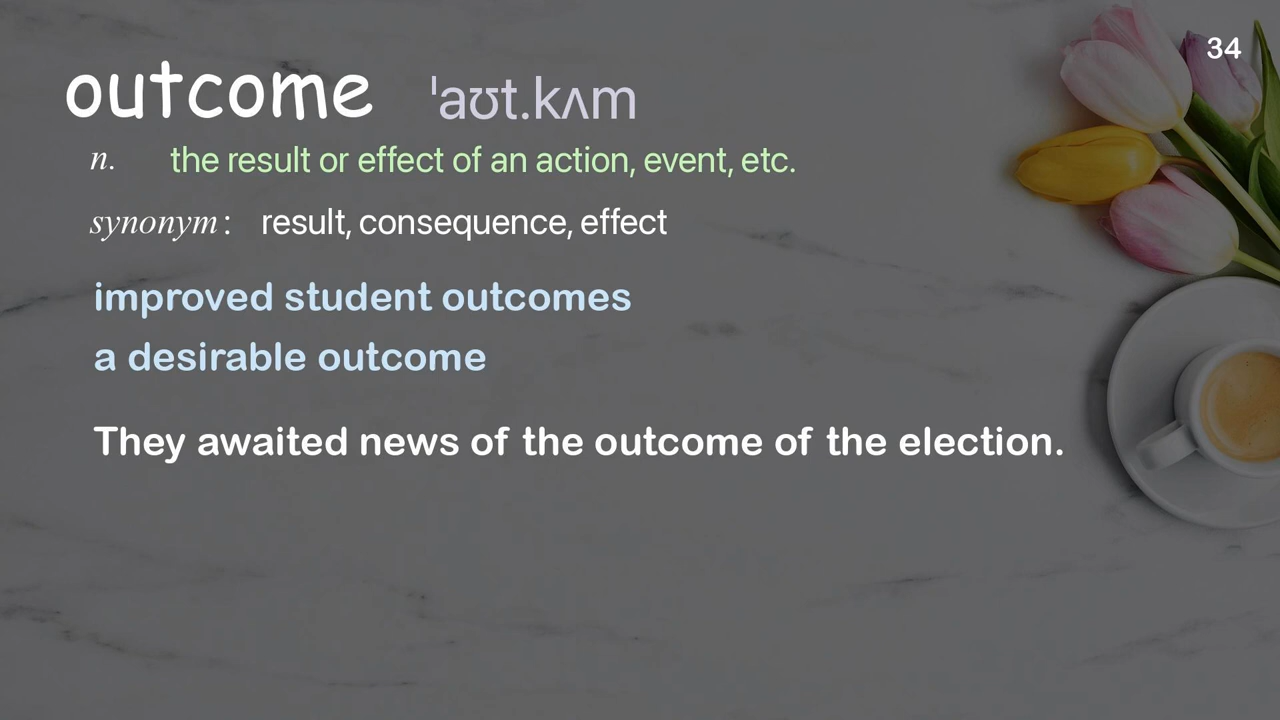 34
outcome ˈaʊt.kʌm
n. the result or effect of an action, event, etc.
synonym: result, consequence, effect
improved student outcomes
a desirable outcome
They awaited news of the outcome of the election.